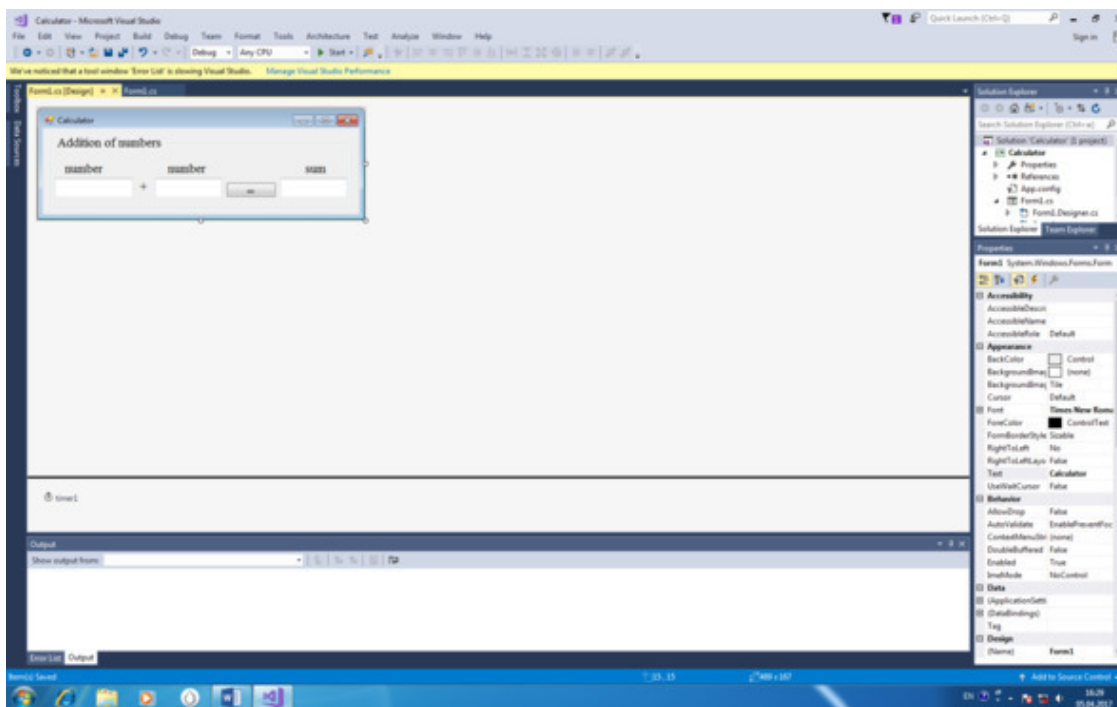 Calculator - Microsoft Visual Studio
Quick Launch (Ctrl+Q)
File Edit View Project Build Debug Team Format Tools Architecture Test Analyze Window Help
Sign in
Debug Any CPU Start
We've noticed that a tool window 'Error List' is slowing Visual Studio. Manage Visual Studio Performance
Toolbox
Data Sources
Form1.cs [Design] Form1.cs
Calculator
Addition of numbers
number number sum
+ =
timer1
Output
Show output from:
Error List Output
Solution Explorer
Search Solution Explorer (Ctrl+ж)
Solution 'Calculator' (1 project)
Calculator
Properties
References
App.config
Form1.cs
Form1.Designer.cs
Solution Explorer Team Explorer
Properties
Form1 System.Windows.Forms.Form
Accessibility
AccessibleDescri
AccessibleName
AccessibleRole Default
Appearance
BackColor Control
BackgroundImag (none)
BackgroundImag Tile
Cursor Default
Font Times New Roma
ForeColor ControlText
FormBorderStyle Sizable
RightToLeft No
RightToLeftLayo False
Text Calculator
UseWaitCursor False
Behavior
AllowDrop False
AutoValidate EnablePreventFoc
ContextMenuStri (none)
DoubleBuffered False
Enabled True
ImeMode NoControl
Data
(ApplicationSetti
(DataBindings)
Tag
Design
(Name) Form1
Item(s) Saved 15, 15 489 x 167 Add to Source Control
EN 16:29
05.04.2017